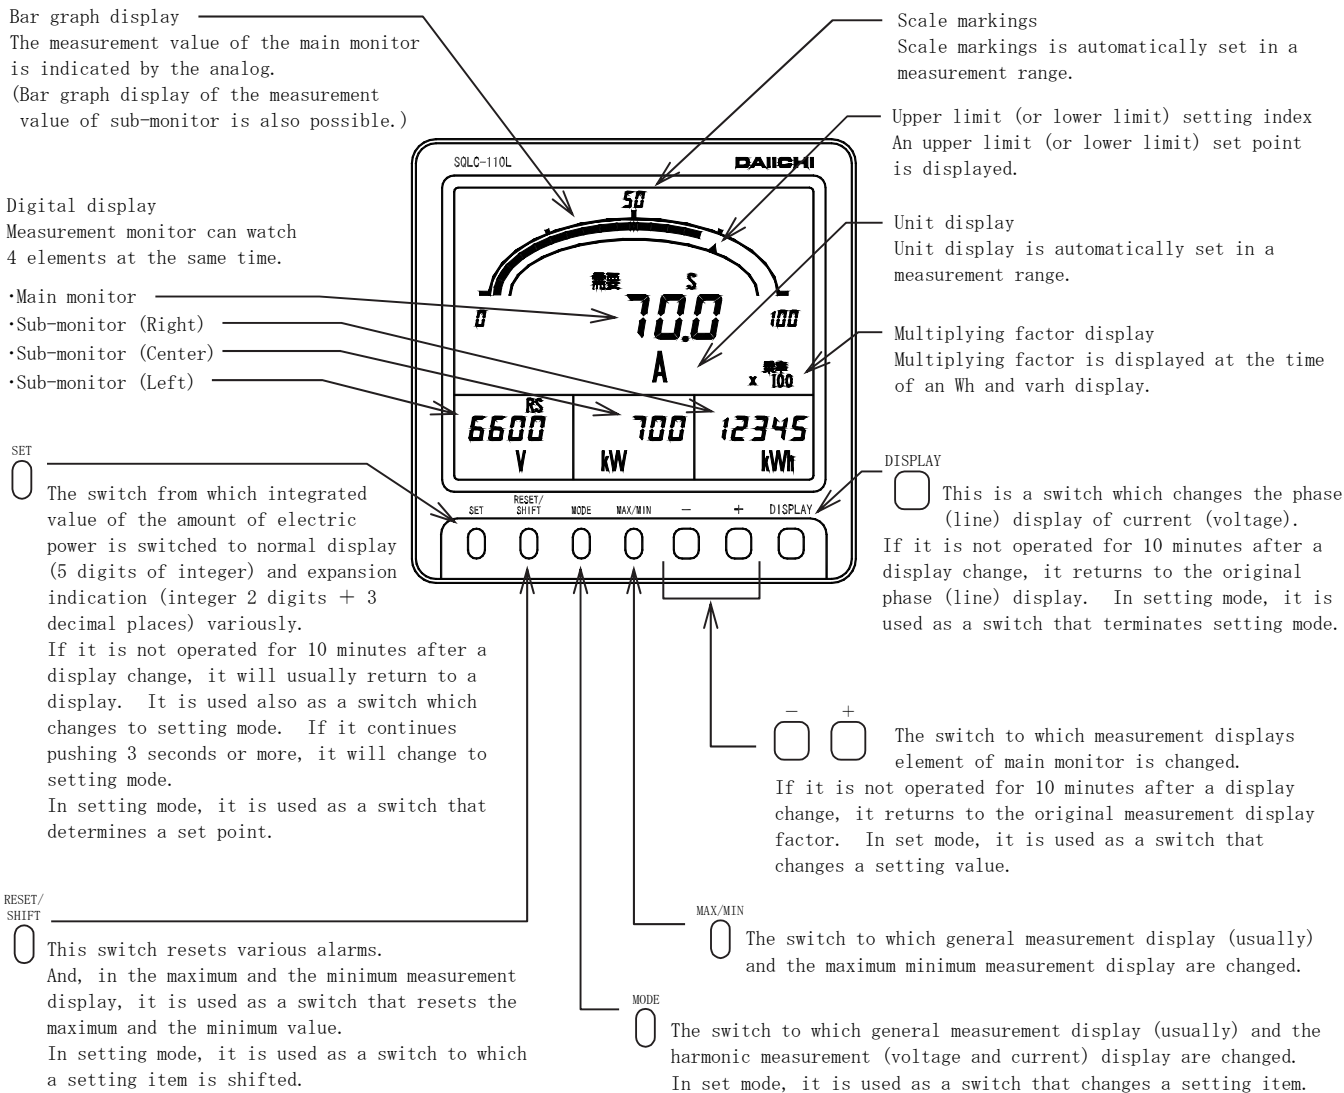 Bar graph display
The measurement value of the main monitor
is indicated by the analog.
(Bar graph display of the measurement
value of sub-monitor is also possible.)
Scale markings
Scale markings is automatically set in a
measurement range.
Upper limit (or lower limit) setting index
An upper limit (or lower limit) set point
is displayed.
Digital display
Measurement monitor can watch
4 elements at the same time.
·Main monitor
·Sub-monitor (Right)
·Sub-monitor (Center)
·Sub-monitor (Left)
Unit display
Unit display is automatically set in a
measurement range.
Multiplying factor display
Multiplying factor is displayed at the time
of an Wh and varh display.
SQLC-110L
DAIICHI
50
需要 S
0
70.0
100
A
乗率
x 100
RS
6600
V
700
kW
12345
kWh
SET
RESET/
SHIFT
MODE
MAX/MIN
−
+
DISPLAY
SET
The switch from which integrated
value of the amount of electric
power is switched to normal display
(5 digits of integer) and expansion
indication (integer 2 digits + 3
decimal places) variously.
If it is not operated for 10 minutes after a
display change, it will usually return to a
display. It is used also as a switch which
changes to setting mode. If it continues
pushing 3 seconds or more, it will change to
setting mode.
In setting mode, it is used as a switch that
determines a set point.
DISPLAY
This is a switch which changes the phase
(line) display of current (voltage).
If it is not operated for 10 minutes after a
display change, it returns to the original
phase (line) display. In setting mode, it is
used as a switch that terminates setting mode.
− +
The switch to which measurement displays
element of main monitor is changed.
If it is not operated for 10 minutes after a display
change, it returns to the original measurement display
factor. In set mode, it is used as a switch that
changes a setting value.
RESET/
SHIFT
This switch resets various alarms.
And, in the maximum and the minimum measurement
display, it is used as a switch that resets the
maximum and the minimum value.
In setting mode, it is used as a switch to which
a setting item is shifted.
MAX/MIN
The switch to which general measurement display (usually)
and the maximum minimum measurement display are changed.
MODE
The switch to which general measurement display (usually) and the
harmonic measurement (voltage and current) display are changed.
In set mode, it is used as a switch that changes a setting item.